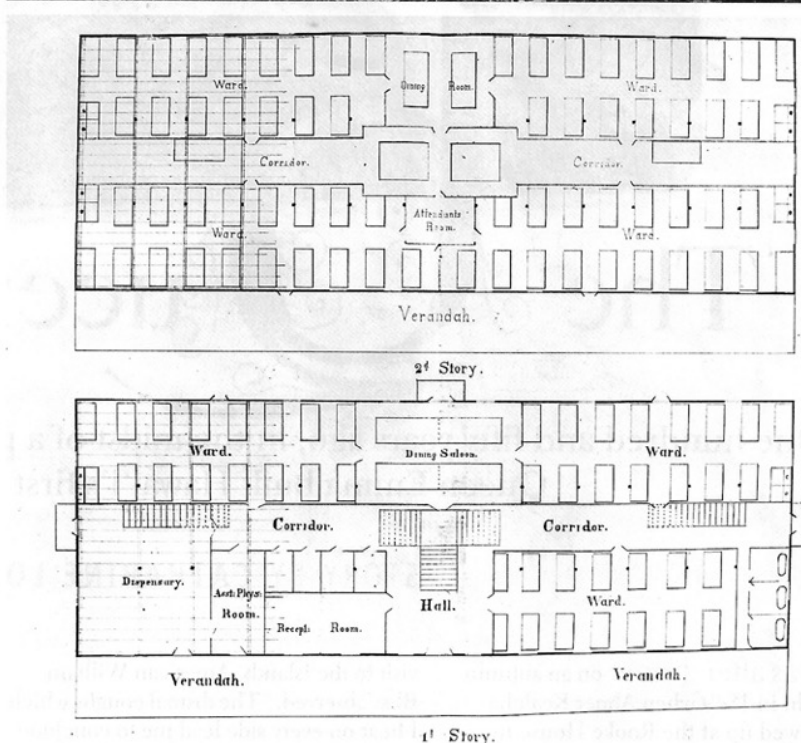 Ward.
Dining Room.
Ward.
Corridor.
Corridor.
Ward.
Attendants
Room.
Ward.
Verandah.
2d Story.
Ward.
Dining Saloon.
Ward.
Corridor.
Corridor.
Dispensary.
Asst: Phys:
Room.
Recept: Room.
Hall.
Ward.
Verandah.
Verandah.
1t Story.